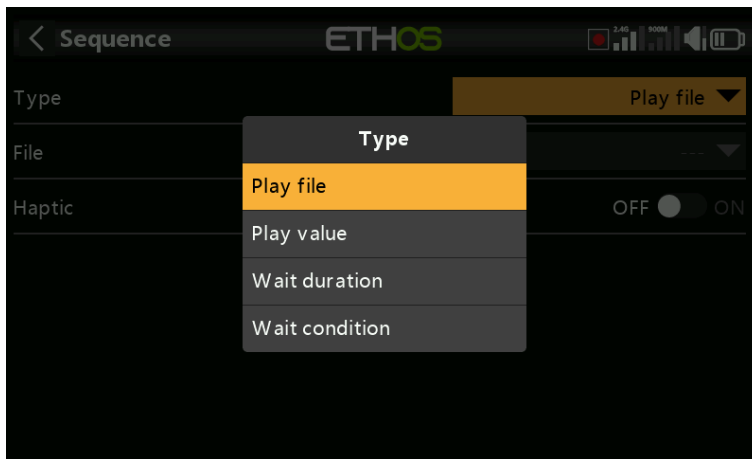 Sequence ETHOS 2.4G 900M
Type Play file
Type
File ---
Play file
Haptic OFF ON
Play value
Wait duration
Wait condition